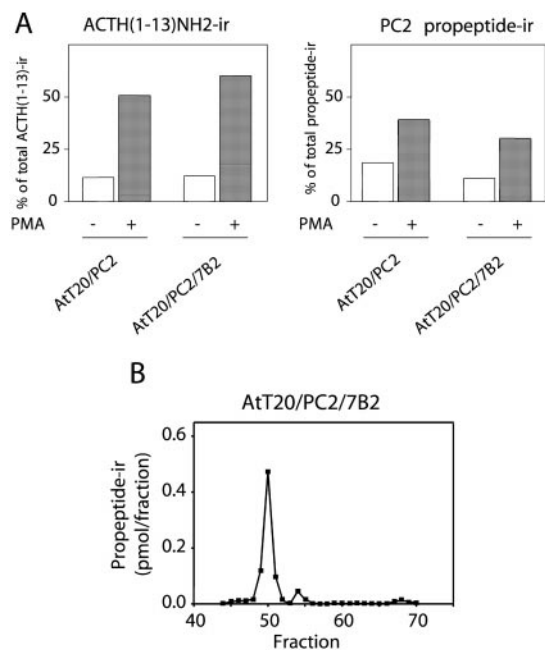 A
ACTH(1-13)NH2-ir
PC2 propeptide-ir
% of total ACTH(1-13)-ir
50
25
0
% of total propeptide-ir
50
25
0
PMA - + - +
AtT20/PC2
AtT20/PC2/7B2
PMA - + - +
AtT20/PC2
AtT20/PC2/7B2
B
AtT20/PC2/7B2
Propeptide-ir
(pmol/fraction)
0.6
0.4
0.2
0.0
40 50 60 70
Fraction